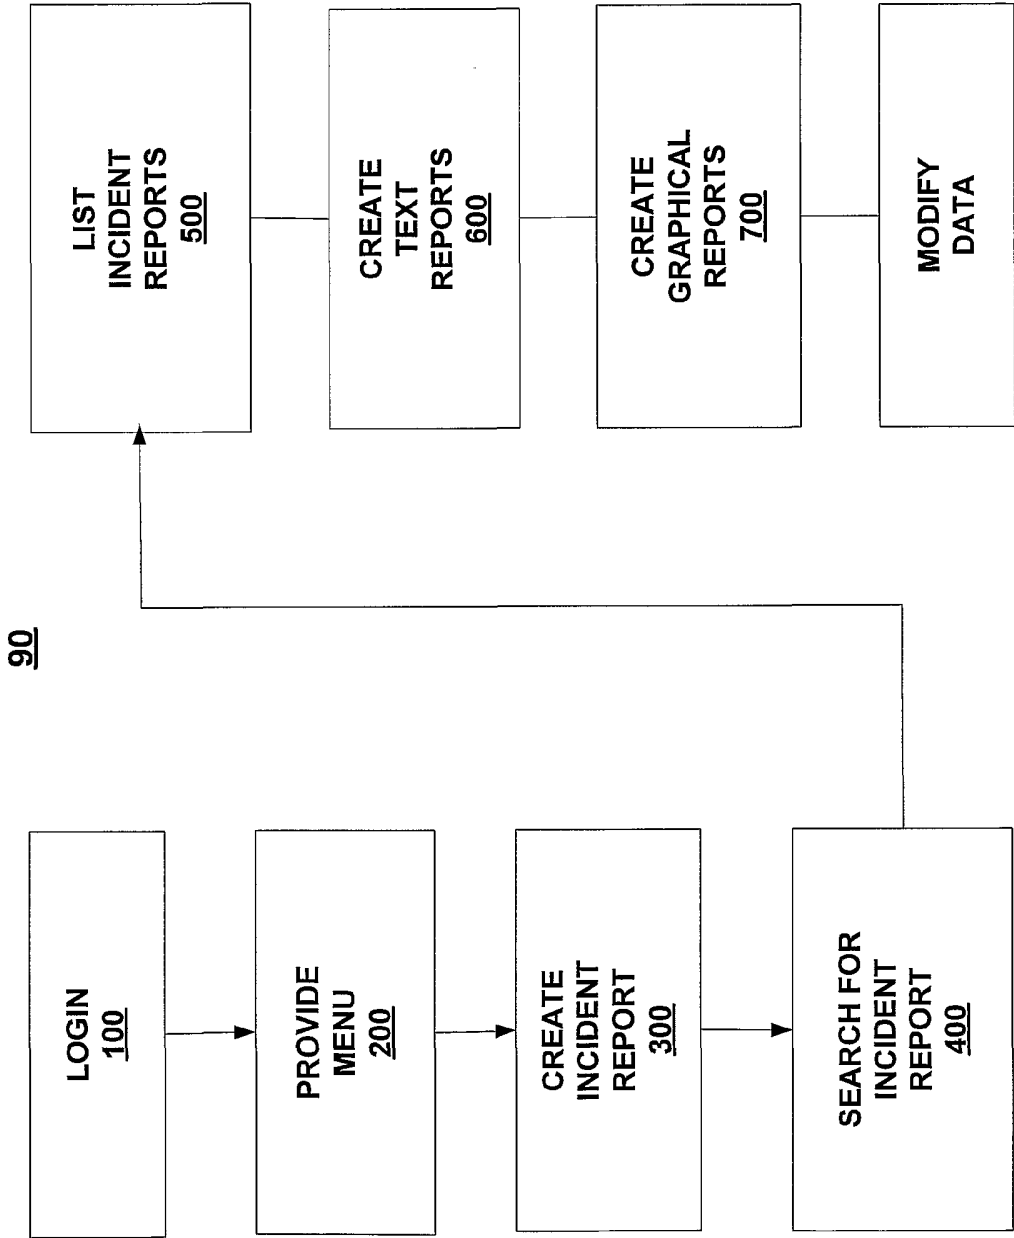 90
LOGIN
100
PROVIDE
MENU
200
CREATE
INCIDENT
REPORT
300
SEARCH FOR
INCIDENT
REPORT
400
LIST
INCIDENT
REPORTS
500
CREATE
TEXT
REPORTS
600
CREATE
GRAPHICAL
REPORTS
700
MODIFY
DATA